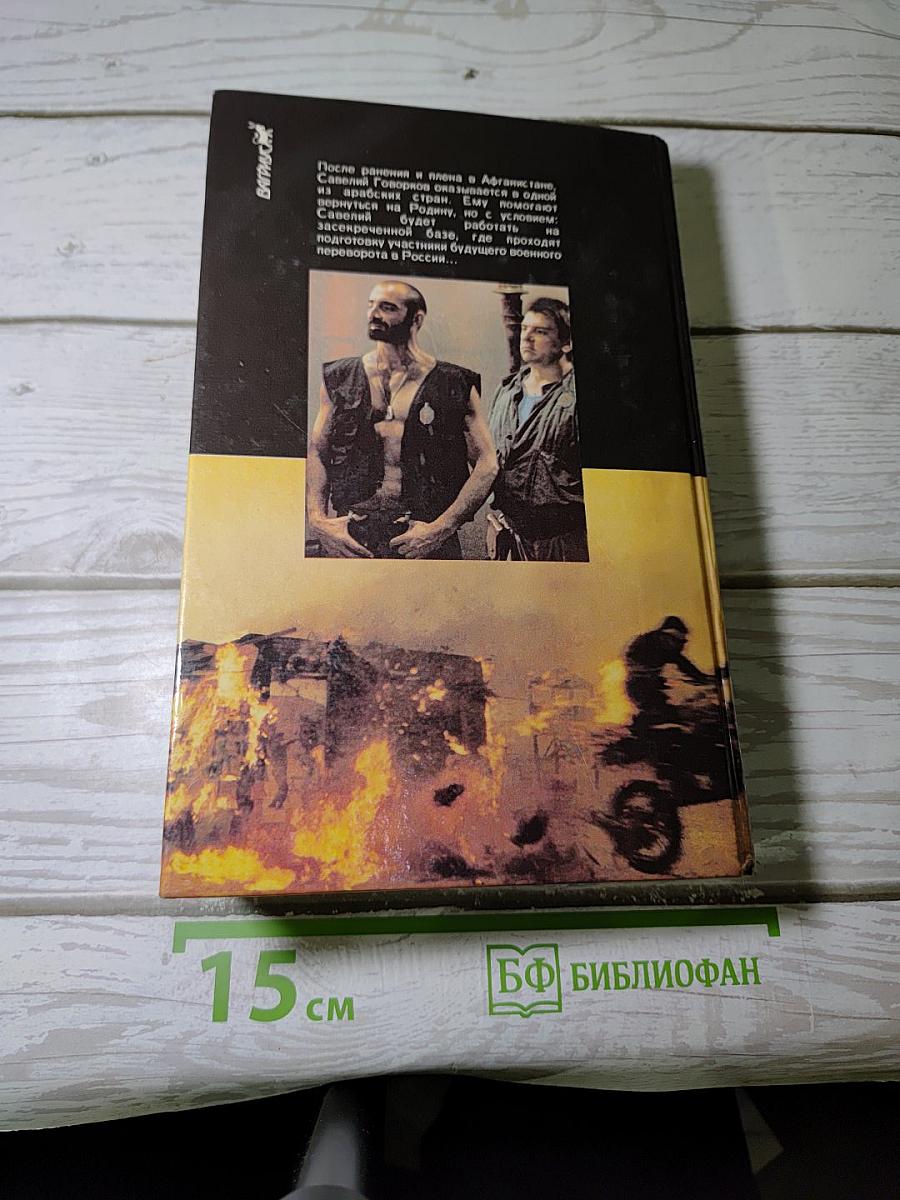 ВАГРИУС
После ранения и плена в Афганистане,
Савелий Говорков оказывается в одной
из арабских стран. Ему помогают
вернуться на Родину, но с условием:
Савелий будет работать на
засекреченной базе, где проходят
подготовку участники будущего военного
переворота в России...
15 см
БФ БИБЛИОФАН